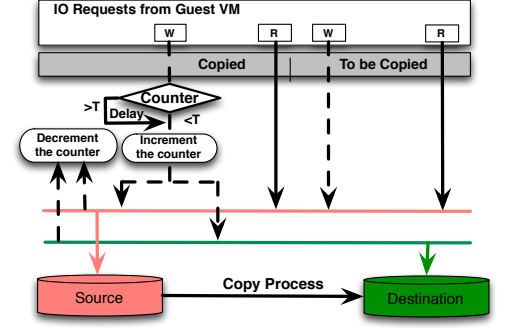 IO Requests from Guest VM
W R W R
Copied To be Copied
Counter
>T
Delay
<T
Decrement
the counter
Increment
the counter
Copy Process
Source
Destination